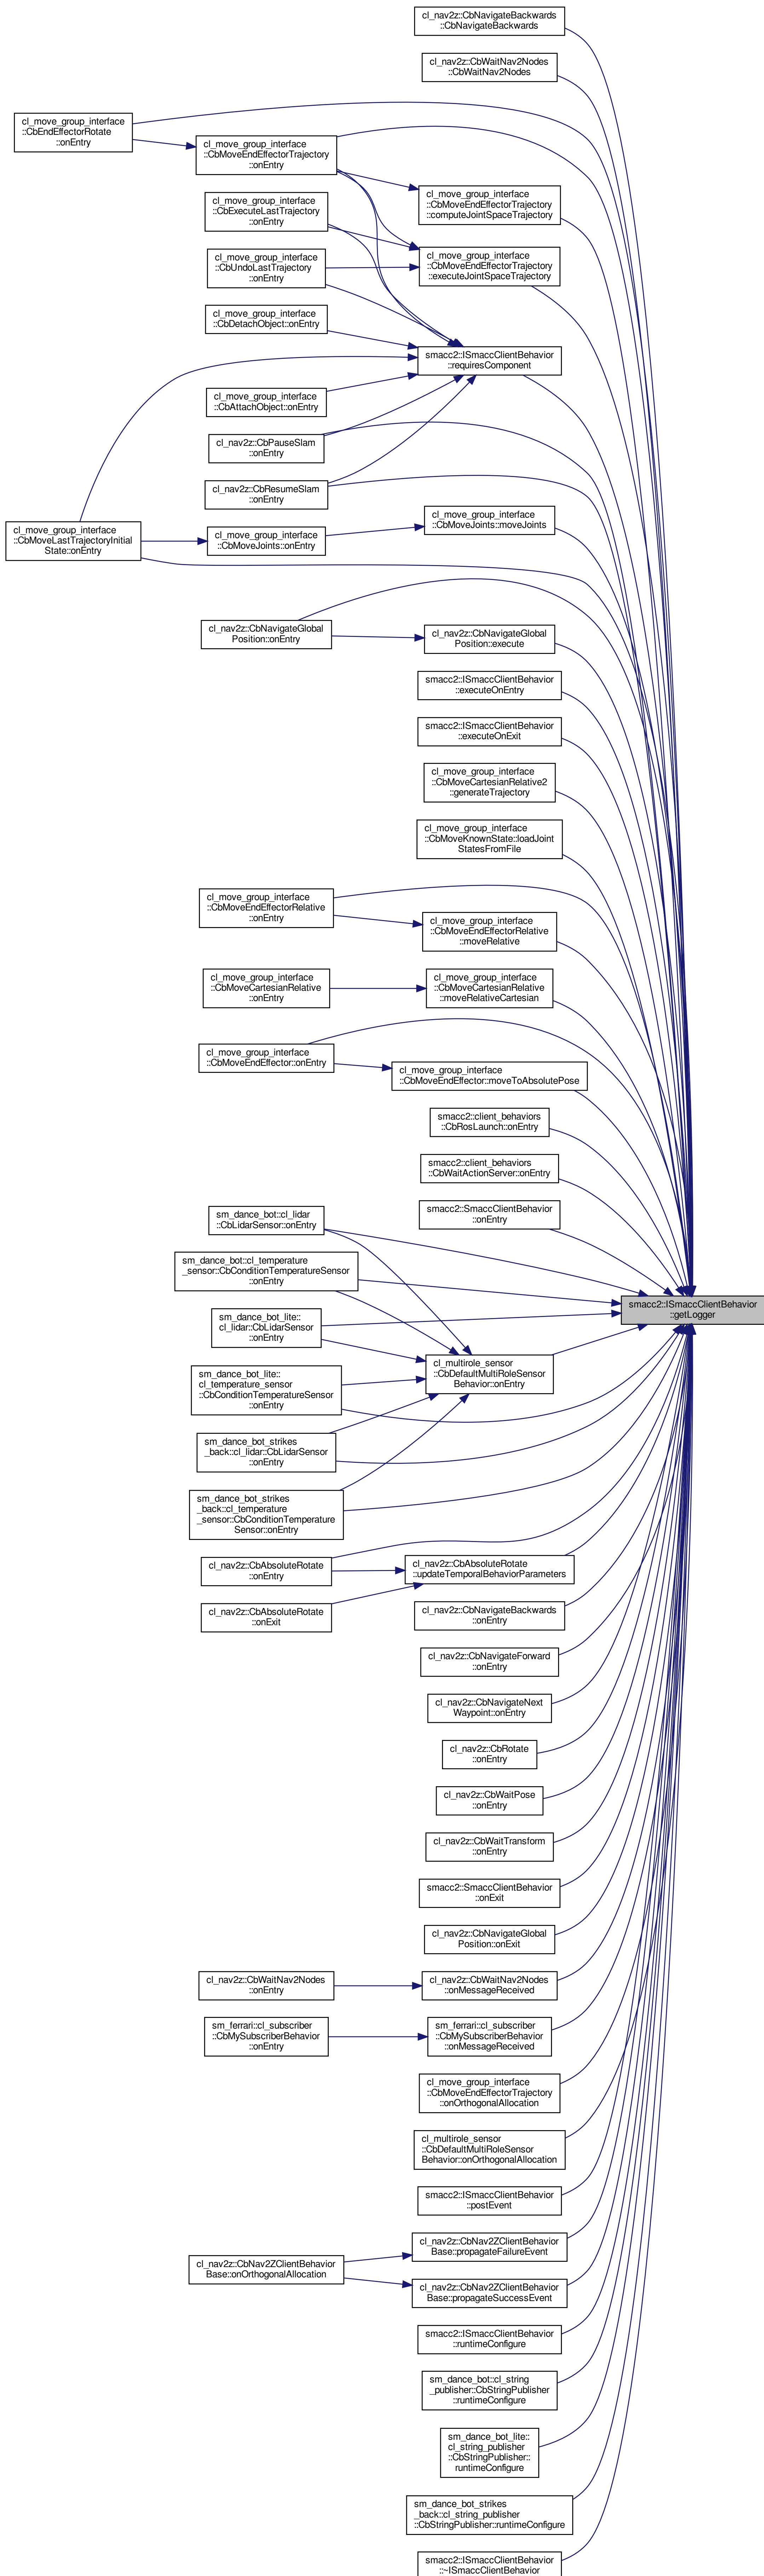 cl_nav2z::CbNavigateBackwards
::CbNavigateBackwards
cl_nav2z::CbWaitNav2Nodes
::CbWaitNav2Nodes
cl_move_group_interface
::CbEndEffectorRotate
::onEntry
cl_move_group_interface
::CbMoveEndEffectorTrajectory
::onEntry
cl_move_group_interface
::CbMoveEndEffectorTrajectory
::computeJointSpaceTrajectory
cl_move_group_interface
::CbExecuteLastTrajectory
::onEntry
cl_move_group_interface
::CbUndoLastTrajectory
::onEntry
cl_move_group_interface
::CbMoveEndEffectorTrajectory
::executeJointSpaceTrajectory
cl_move_group_interface
::CbDetachObject::onEntry
smacc2::ISmaccClientBehavior
::requiresComponent
cl_move_group_interface
::CbAttachObject::onEntry
cl_nav2z::CbPauseSlam
::onEntry
cl_nav2z::CbResumeSlam
::onEntry
cl_move_group_interface
::CbMoveLastTrajectoryInitial
State::onEntry
cl_move_group_interface
::CbMoveJoints::onEntry
cl_move_group_interface
::CbMoveJoints::moveJoints
cl_nav2z::CbNavigateGlobal
Position::onEntry
cl_nav2z::CbNavigateGlobal
Position::execute
smacc2::ISmaccClientBehavior
::executeOnEntry
smacc2::ISmaccClientBehavior
::executeOnExit
cl_move_group_interface
::CbMoveCartesianRelative2
::generateTrajectory
cl_move_group_interface
::CbMoveKnownState::loadJoint
StatesFromFile
cl_move_group_interface
::CbMoveEndEffectorRelative
::onEntry
cl_move_group_interface
::CbMoveEndEffectorRelative
::moveRelative
cl_move_group_interface
::CbMoveCartesianRelative
::onEntry
cl_move_group_interface
::CbMoveCartesianRelative
::moveRelativeCartesian
cl_move_group_interface
::CbMoveEndEffector::onEntry
cl_move_group_interface
::CbMoveEndEffector::moveToAbsolutePose
smacc2::client_behaviors
::CbRosLaunch::onEntry
smacc2::client_behaviors
::CbWaitActionServer::onEntry
smacc2::SmaccClientBehavior
::onEntry
sm_dance_bot::cl_lidar
::CbLidarSensor::onEntry
sm_dance_bot::cl_temperature
_sensor::CbConditionTemperatureSensor
::onEntry
smacc2::ISmaccClientBehavior
::getLogger
sm_dance_bot_lite::
cl_lidar::CbLidarSensor
::onEntry
cl_multirole_sensor
::CbDefaultMultiRoleSensor
Behavior::onEntry
sm_dance_bot_lite::
cl_temperature_sensor
::CbConditionTemperatureSensor
::onEntry
sm_dance_bot_strikes
_back::cl_lidar::CbLidarSensor
::onEntry
sm_dance_bot_strikes
_back::cl_temperature
_sensor::CbConditionTemperature
Sensor::onEntry
cl_nav2z::CbAbsoluteRotate
::onEntry
cl_nav2z::CbAbsoluteRotate
::updateTemporalBehaviorParameters
cl_nav2z::CbAbsoluteRotate
::onExit
cl_nav2z::CbNavigateBackwards
::onEntry
cl_nav2z::CbNavigateForward
::onEntry
cl_nav2z::CbNavigateNext
Waypoint::onEntry
cl_nav2z::CbRotate
::onEntry
cl_nav2z::CbWaitPose
::onEntry
cl_nav2z::CbWaitTransform
::onEntry
smacc2::SmaccClientBehavior
::onExit
cl_nav2z::CbNavigateGlobal
Position::onExit
cl_nav2z::CbWaitNav2Nodes
::onEntry
cl_nav2z::CbWaitNav2Nodes
::onMessageReceived
sm_ferrari::cl_subscriber
::CbMySubscriberBehavior
::onEntry
sm_ferrari::cl_subscriber
::CbMySubscriberBehavior
::onMessageReceived
cl_move_group_interface
::CbMoveEndEffectorTrajectory
::onOrthogonalAllocation
cl_multirole_sensor
::CbDefaultMultiRoleSensor
Behavior::onOrthogonalAllocation
smacc2::ISmaccClientBehavior
::postEvent
cl_nav2z::CbNav2ZClientBehavior
Base::onOrthogonalAllocation
cl_nav2z::CbNav2ZClientBehavior
Base::propagateFailureEvent
cl_nav2z::CbNav2ZClientBehavior
Base::propagateSuccessEvent
smacc2::ISmaccClientBehavior
::runtimeConfigure
sm_dance_bot::cl_string
_publisher::CbStringPublisher
::runtimeConfigure
sm_dance_bot_lite::
cl_string_publisher
::CbStringPublisher::
runtimeConfigure
sm_dance_bot_strikes
_back::cl_string_publisher
::CbStringPublisher::runtimeConfigure
smacc2::ISmaccClientBehavior
::~ISmaccClientBehavior